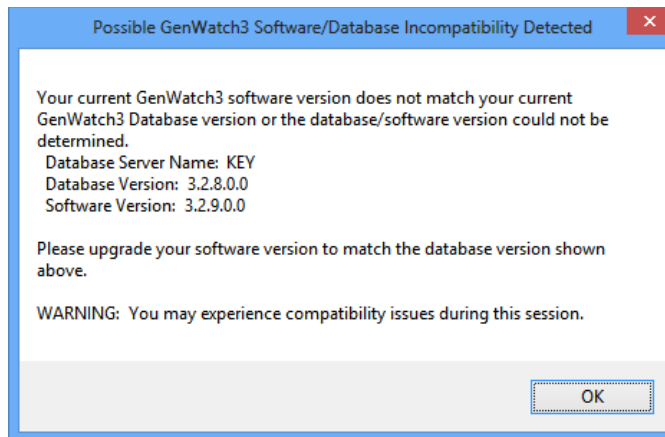 Possible GenWatch3 Software/Database Incompatibility Detected
Your current GenWatch3 software version does not match your current
GenWatch3 Database version or the database/software version could not be
determined.
Database Server Name:  KEY
Database Version:  3.2.8.0.0
Software Version:  3.2.9.0.0
Please upgrade your software version to match the database version shown
above.
WARNING:  You may experience compatibility issues during this session.
OK